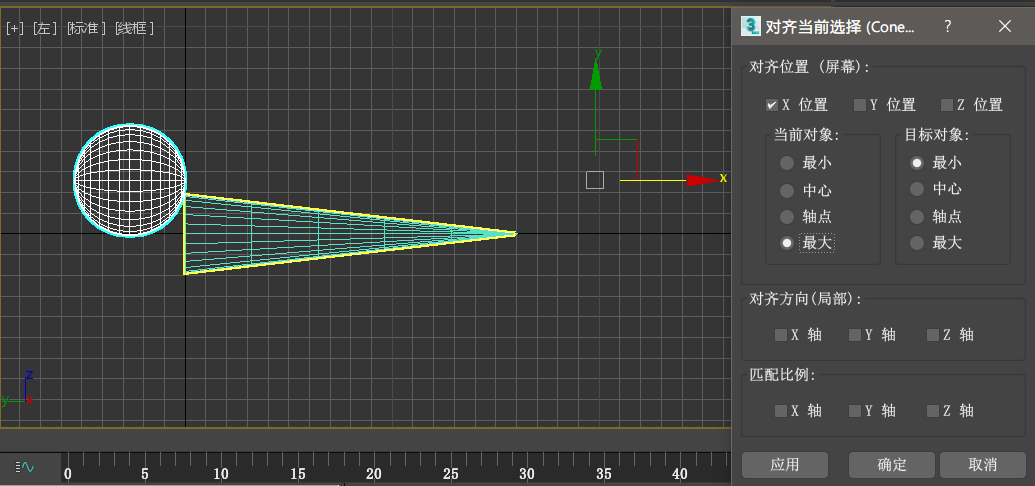 [+] [左] [标准] [线框]
y
x
z
y
x
0 5 10 15 20 25 30 35 40
3
对齐当前选择 (Cone... ? ×
对齐位置 (屏幕):
X 位置 Y 位置 Z 位置
当前对象: 目标对象:
最小 最小
中心 中心
轴点 轴点
最大 最大
对齐方向(局部):
X 轴 Y 轴 Z 轴
匹配比例:
X 轴 Y 轴 Z 轴
应用 确定 取消